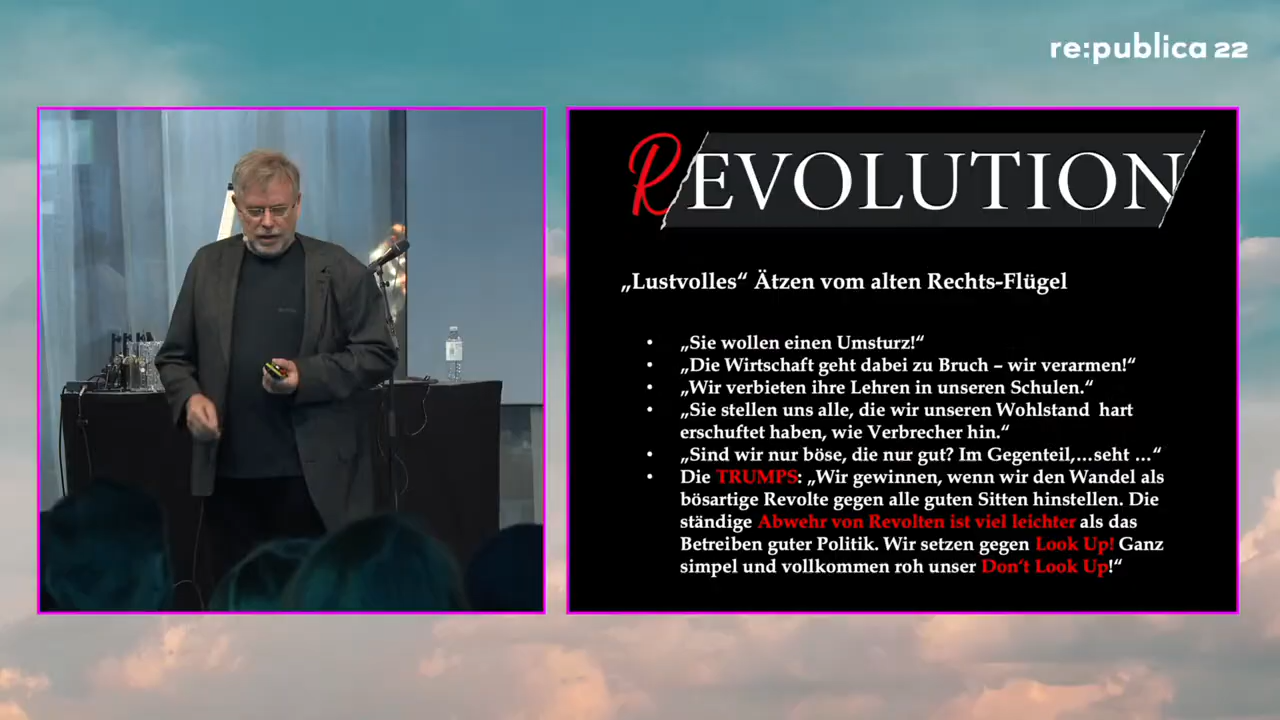 re:publica 22
REVOLUTION
„Lustvolles“ Ätzen vom alten Rechts-Flügel
• „Sie wollen einen Umsturz!“
• „Die Wirtschaft geht dabei zu Bruch – wir verarmen!“
• „Wir verbieten ihre Lehren in unseren Schulen.“
• „Sie stellen uns alle, die wir unseren Wohlstand hart
erschuftet haben, wie Verbrecher hin.“
• „Sind wir nur böse, die nur gut? Im Gegenteil,…seht …“
• Die TRUMPS: „Wir gewinnen, wenn wir den Wandel als
bösartige Revolte gegen alle guten Sitten hinstellen. Die
ständige Abwehr von Revolten ist viel leichter als das
Betreiben guter Politik. Wir setzen gegen Look Up! Ganz
simpel und vollkommen roh unser Don‘t Look Up!“